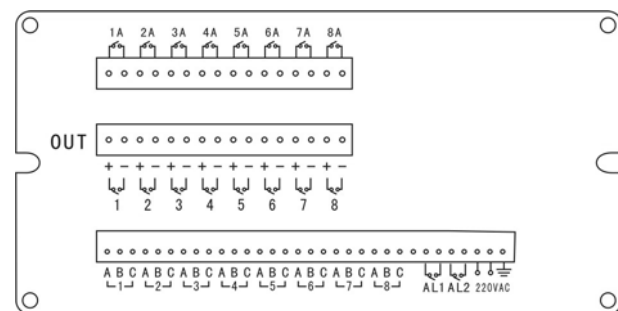 1A 2A 3A 4A 5A 6A 7A 8A
OUT
+ - + - + - + - + - + - + - + -
1 2 3 4 5 6 7 8
A B C A B C A B C A B C A B C A B C A B C A B C
1 2 3 4 5 6 7 8 AL1 AL2 220VAC